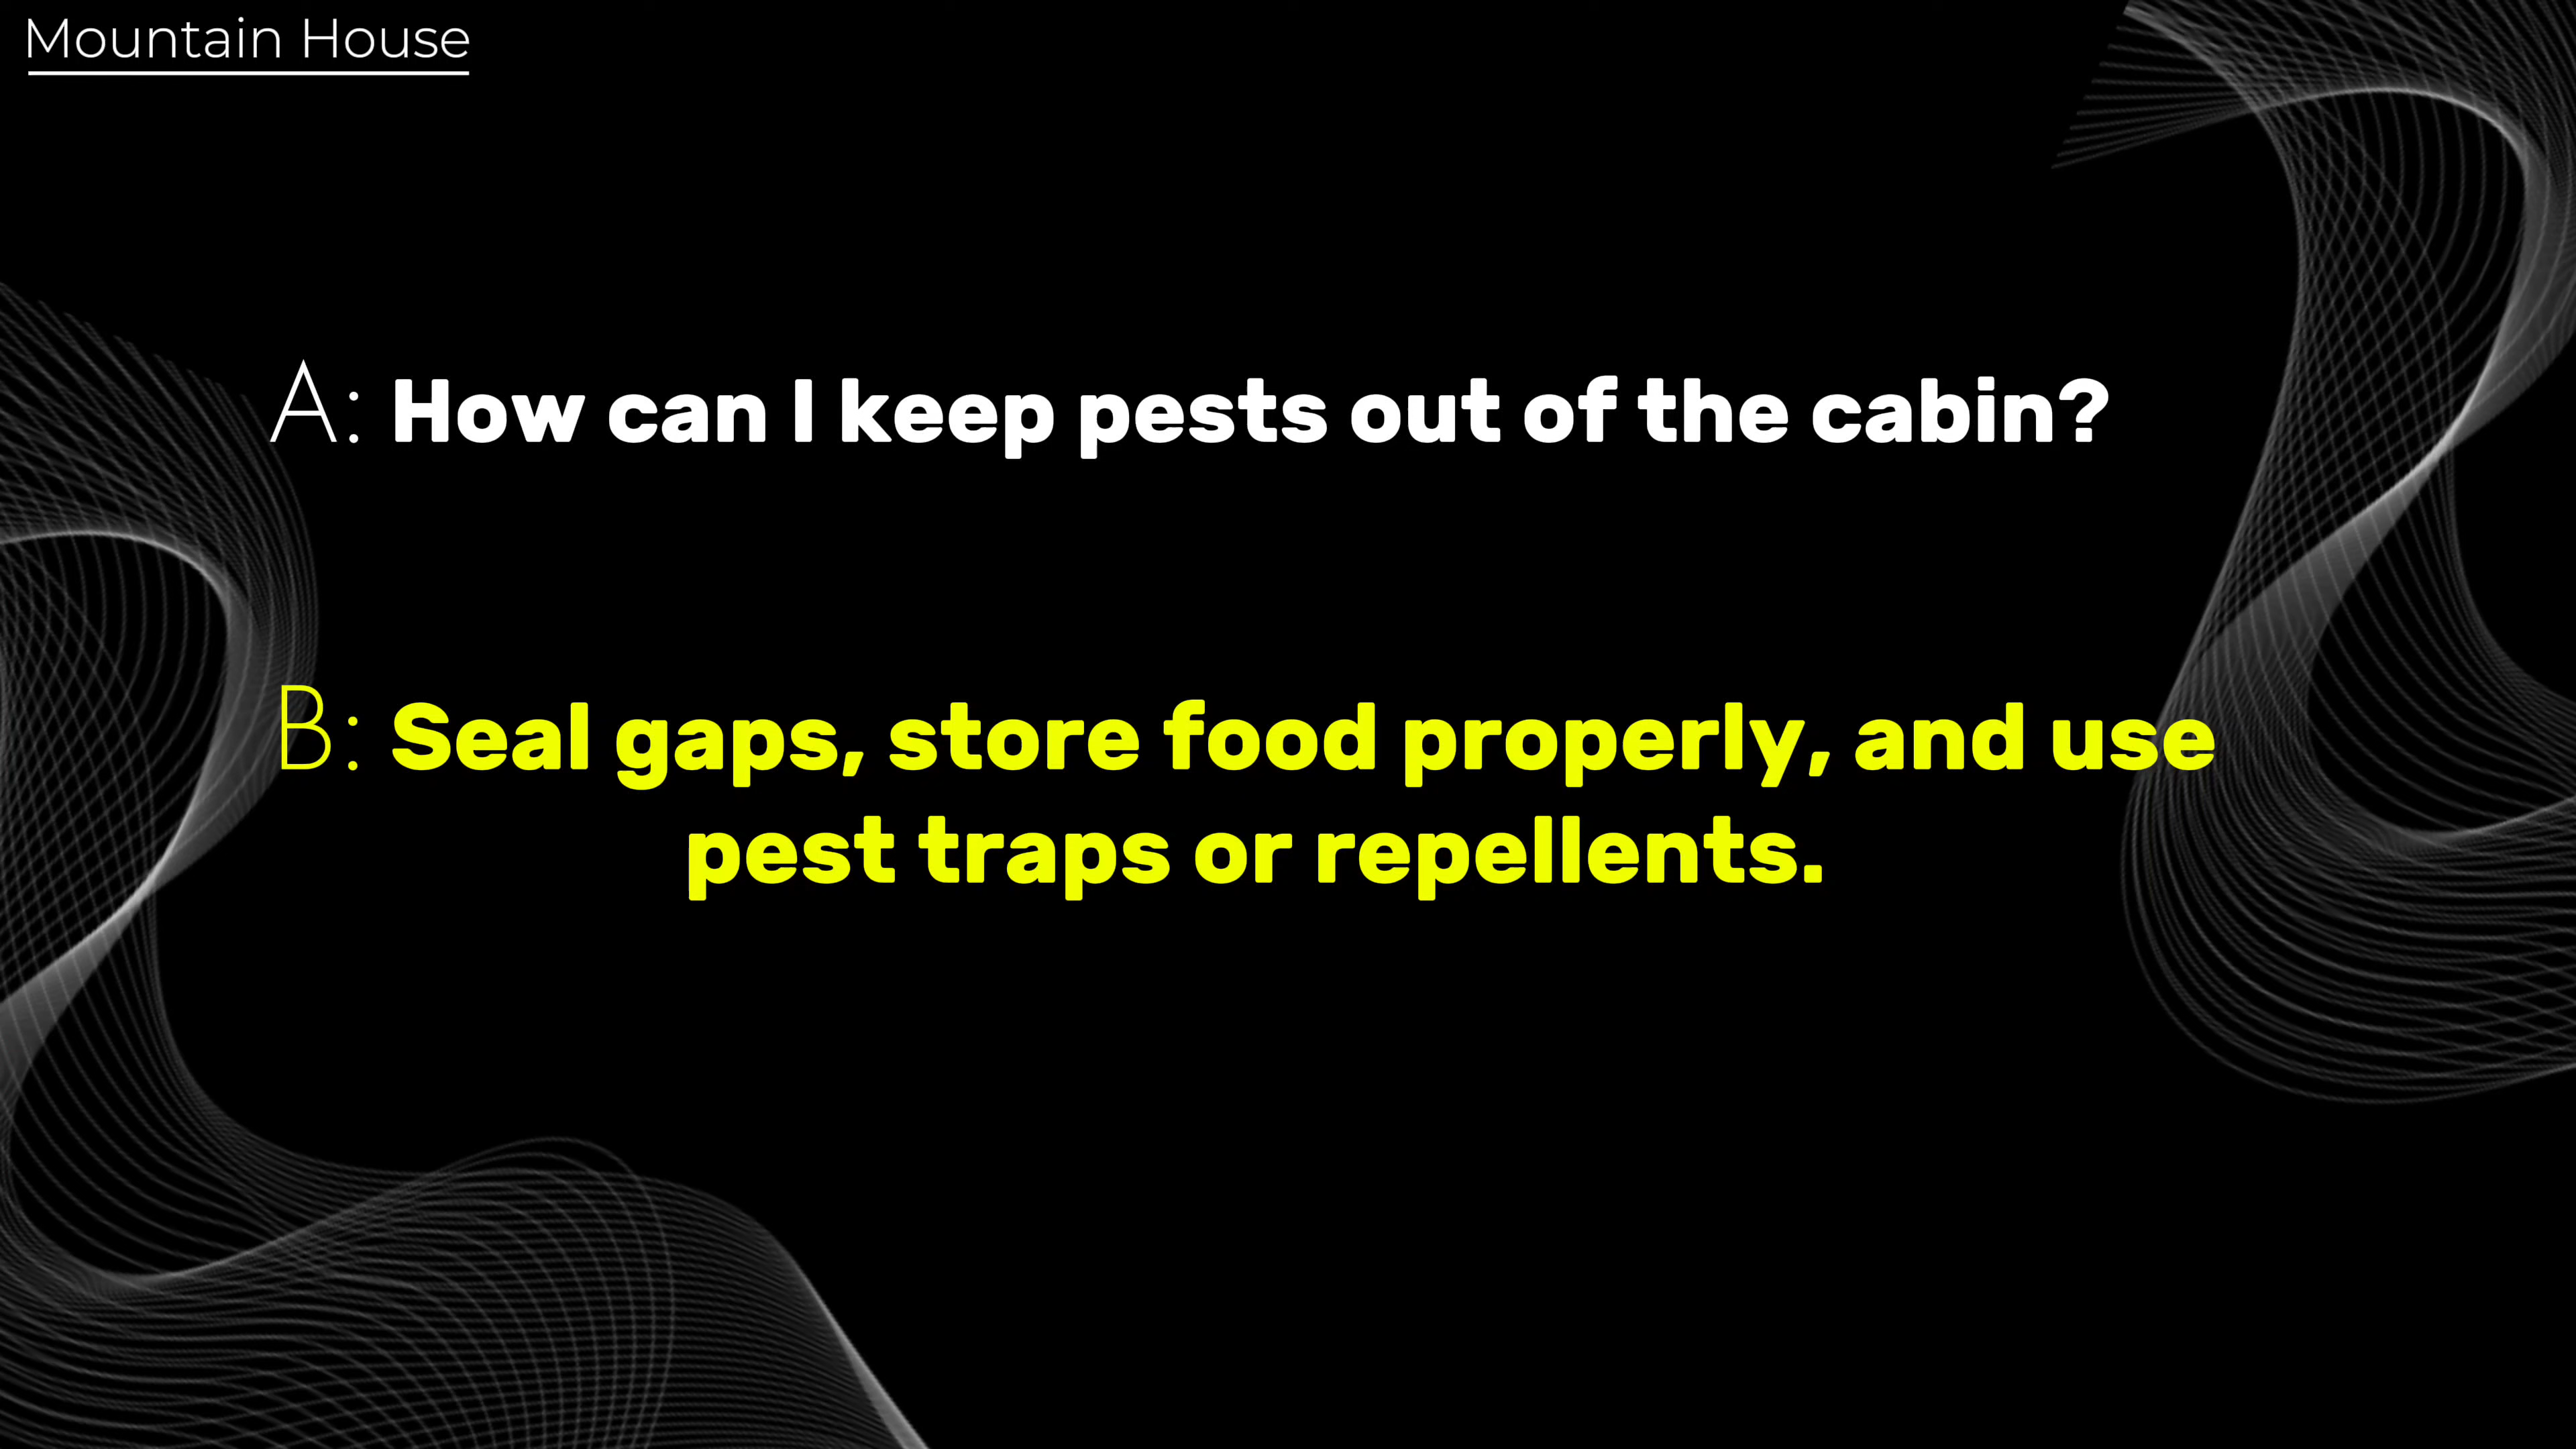 Mountain House
A: How can I keep pests out of the cabin?
B: Seal gaps, store food properly, and use
pest traps or repellents.